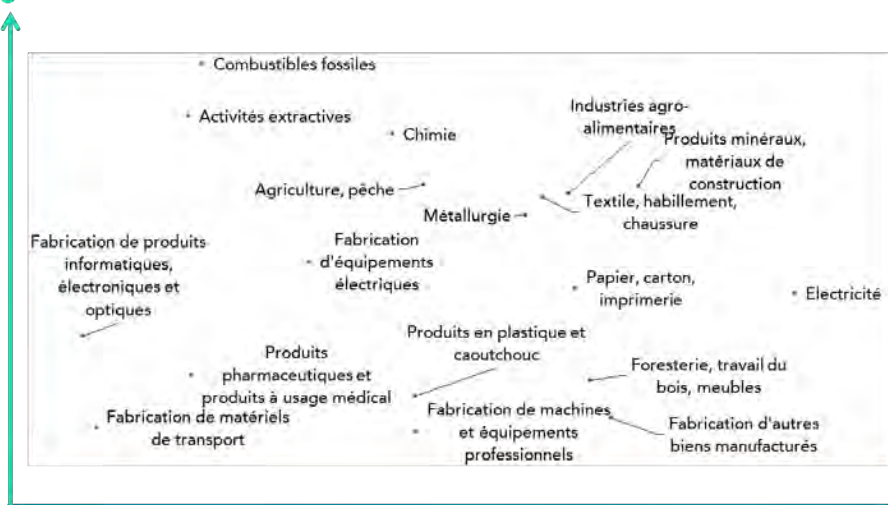 Combustibles fossiles
Activités extractives
Chimie
Industries agro-
alimentaires
Produits minéraux,
matériaux de
construction
Agriculture, pêche
Métallurgie
Textile, habillement,
chaussure
Fabrication de produits
informatiques,
électroniques et
optiques
Fabrication
d'équipements
électriques
Papier, carton,
imprimerie
Electricité
Produits en plastique et
caoutchouc
Produits
pharmaceutiques et
produits à usage médical
Foresterie, travail du
bois, meubles
Fabrication de matériels
de transport
Fabrication de machines
et équipements
professionnels
Fabrication d'autres
biens manufacturés